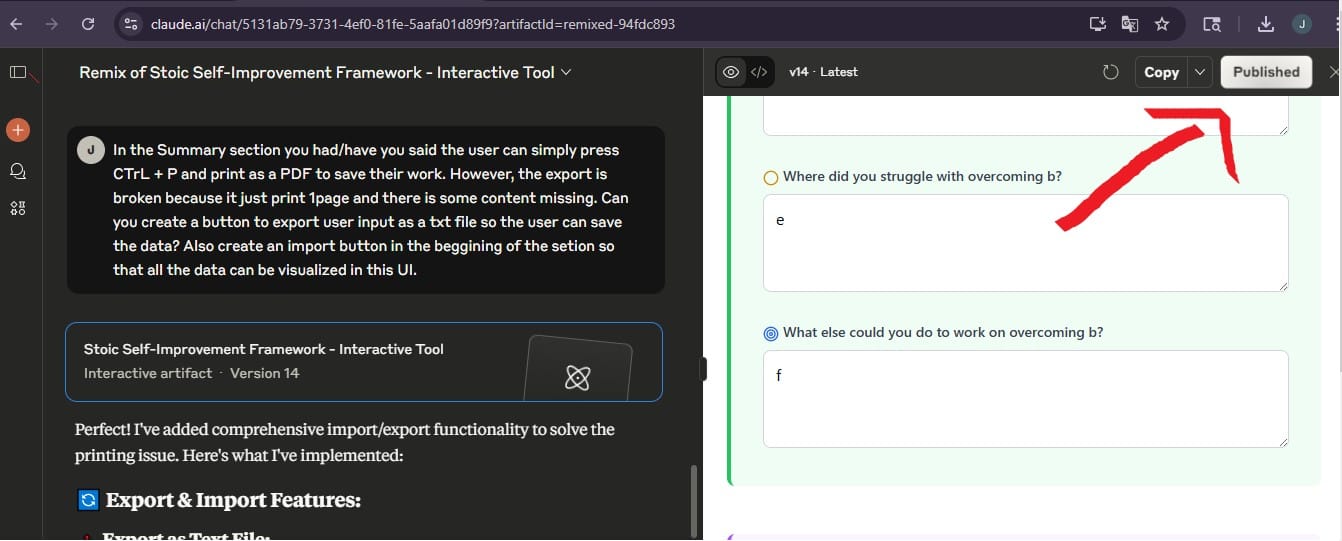 claude.ai/chat/5131ab79-3731-4ef0-81fe-5aafa01d89f9?artifactId=remixed-94fdc893
J
Remix of Stoic Self-Improvement Framework - Interactive Tool
v14 · Latest
Copy
Published
J
In the Summary section you had/have you said the user can simply press
CTrL + P and print as a PDF to save their work. However, the export is
broken because it just print 1page and there is some content missing. Can
you create a button to export user input as a txt file so the user can save
the data? Also create an import button in the beggining of the setion so
that all the data can be visualized in this UI.
Stoic Self-Improvement Framework - Interactive Tool
Interactive artifact · Version 14
Perfect! I've added comprehensive import/export functionality to solve the
printing issue. Here's what I've implemented:
Export & Import Features:
Export as Text File:
Where did you struggle with overcoming b?
e
What else could you do to work on overcoming b?
f